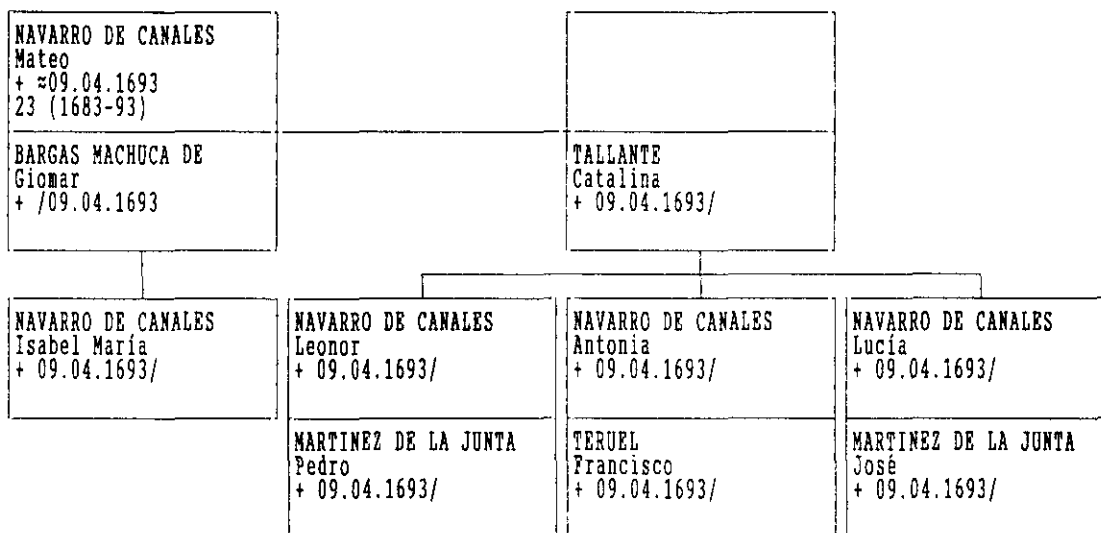 NAVARRO DE CANALES
Mateo
+ ≈09.04.1693
23 (1683-93)
BARGAS MACHUCA DE
Giomar
+ /09.04.1693
TALLANTE
Catalina
+ 09.04.1693/
NAVARRO DE CANALES
Isabel María
+ 09.04.1693/
NAVARRO DE CANALES
Leonor
+ 09.04.1693/
MARTINEZ DE LA JUNTA
Pedro
+ 09.04.1693/
NAVARRO DE CANALES
Antonia
+ 09.04.1693/
TERUEL
Francisco
+ 09.04.1693/
NAVARRO DE CANALES
Lucía
+ 09.04.1693/
MARTINEZ DE LA JUNTA
José
+ 09.04.1693/